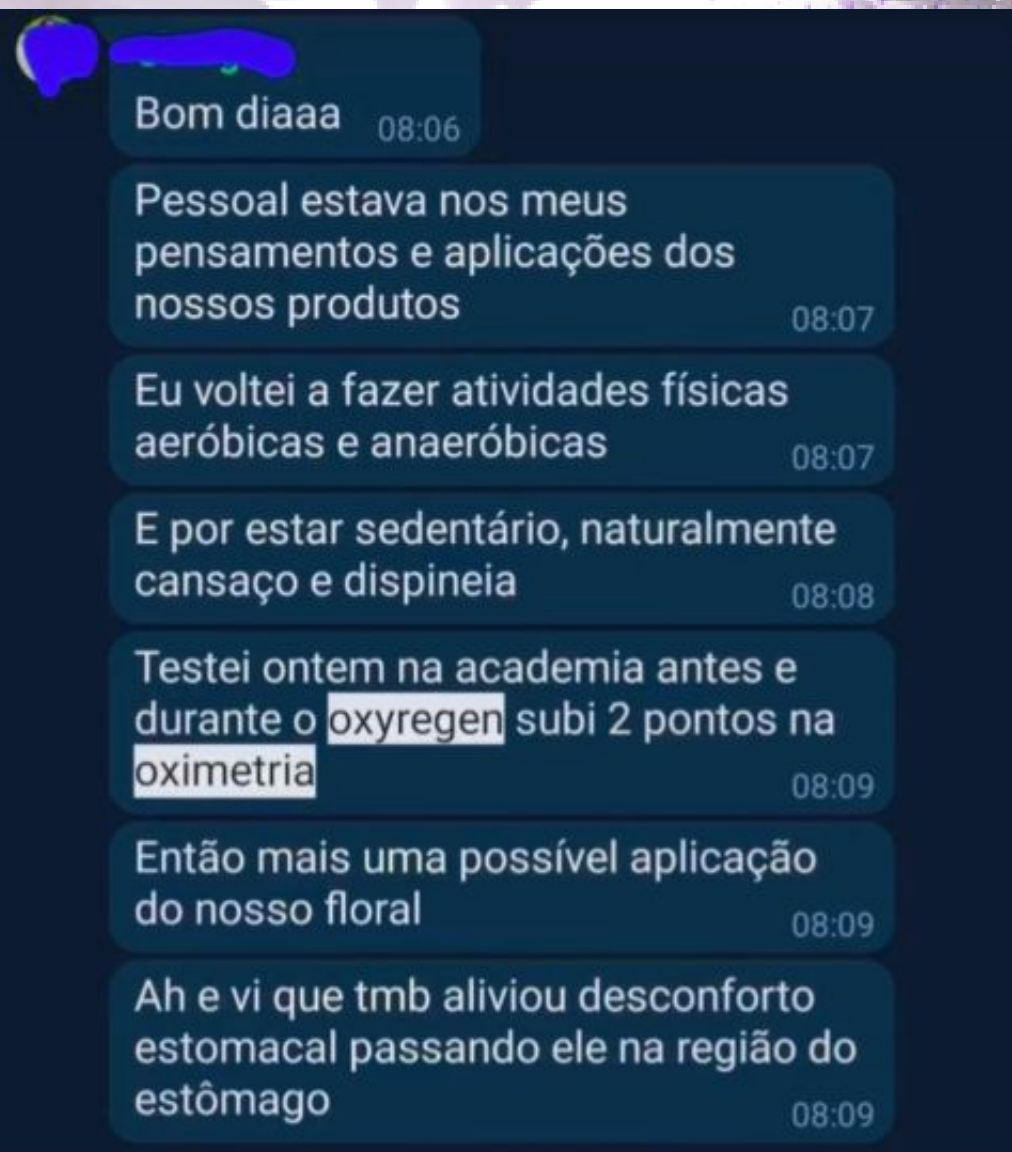 Bom diaaa 08:06
Pessoal estava nos meus
pensamentos e aplicações dos
nossos produtos 08:07
Eu voltei a fazer atividades físicas
aeróbicas e anaeróbicas 08:07
E por estar sedentário, naturalmente
cansaço e dispineia 08:08
Testei ontem na academia antes e
durante o oxyregen subi 2 pontos na
oximetria 08:09
Então mais uma possível aplicação
do nosso floral 08:09
Ah e vi que tmb aliviou desconforto
estomacal passando ele na região do
estômago 08:09